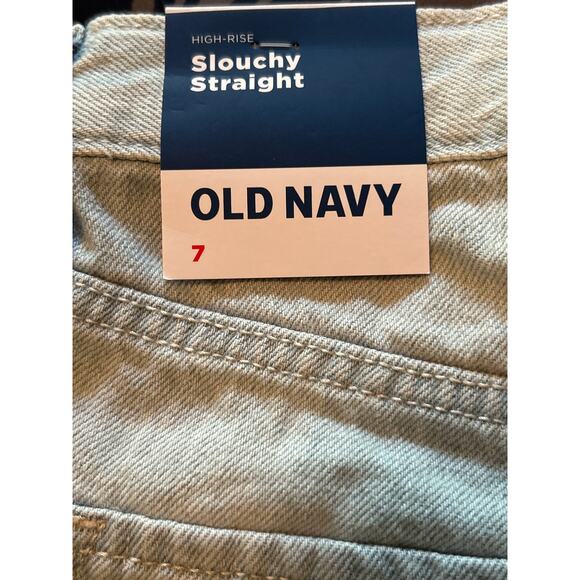 HIGH-RISE
Slouchy
Straight
OLD NAVY
7